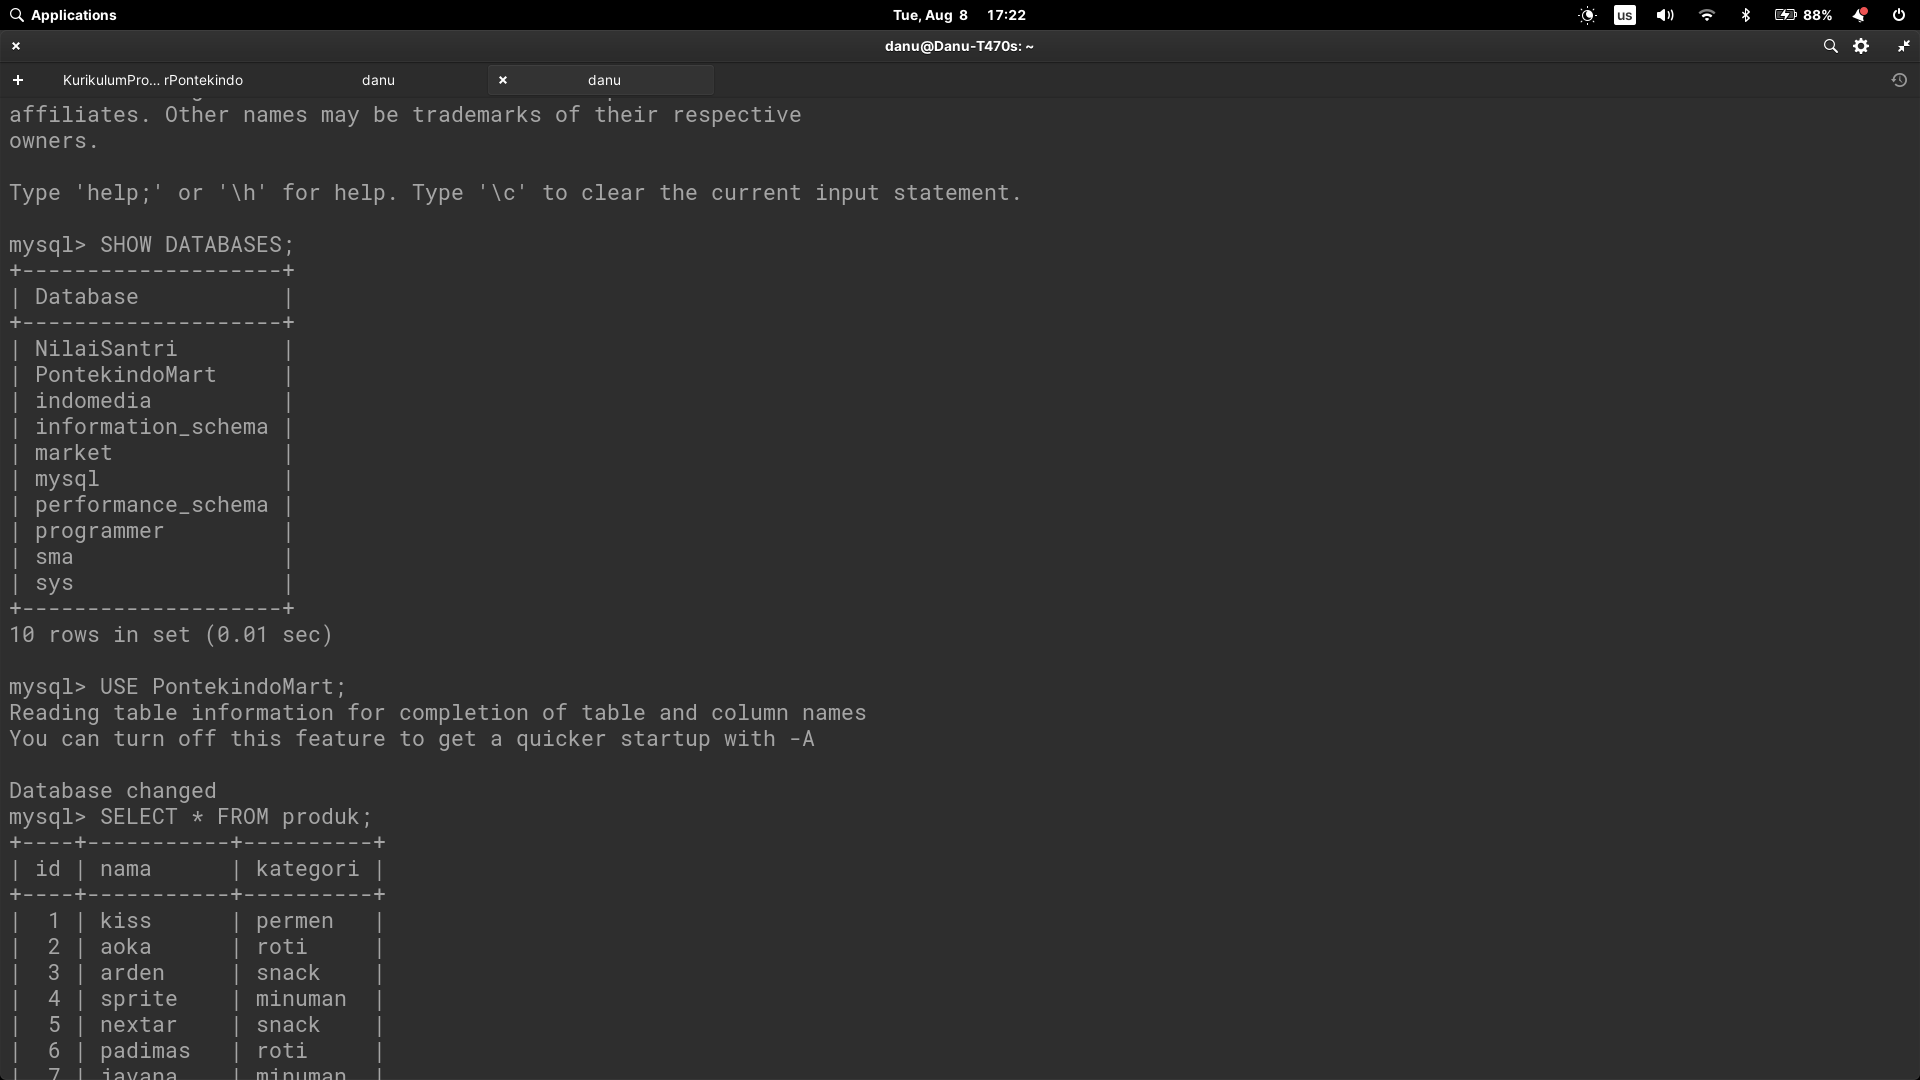 Applications
Tue, Aug 8 17:22
us
88%
danu@Danu-T470s: ~
KurikulumPro... rPontekindo
danu
danu
affiliates. Other names may be trademarks of their respective
owners.
Type 'help;' or '\h' for help. Type '\c' to clear the current input statement.
mysql> SHOW DATABASES;
+--------------------+
| Database           |
+--------------------+
| NilaiSantri        |
| PontekindoMart     |
| indomedia          |
| information_schema |
| market             |
| mysql              |
| performance_schema |
| programmer         |
| sma                |
| sys                |
+--------------------+
10 rows in set (0.01 sec)
mysql> USE PontekindoMart;
Reading table information for completion of table and column names
You can turn off this feature to get a quicker startup with -A
Database changed
mysql> SELECT * FROM produk;
+----+-----------+----------+
| id | nama      | kategori |
+----+-----------+----------+
|  1 | kiss      | permen   |
|  2 | aoka      | roti     |
|  3 | arden     | snack    |
|  4 | sprite    | minuman  |
|  5 | nextar    | snack    |
|  6 | padimas   | roti     |
|  7 | javana    | minuman  |